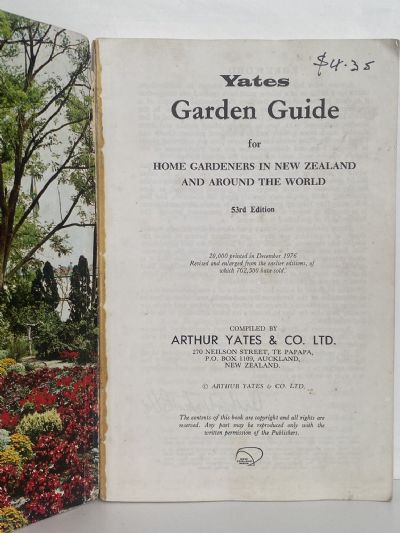 $4.35
Yates
Garden Guide
for
HOME GARDENERS IN NEW ZEALAND
AND AROUND THE WORLD
53rd Edition
20,000 printed in December 1976
Revised and enlarged from the earlier editions, of
which 762,500 have sold.
COMPILED BY
ARTHUR YATES & CO. LTD.
270 NEILSON STREET, TE PAPAPA,
P.O. BOX 1109, AUCKLAND,
NEW ZEALAND.
© ARTHUR YATES & CO. LTD.
The contents of this book are copyright and all rights are
reserved. Any part may be reproduced only with the
written permission of the Publishers.